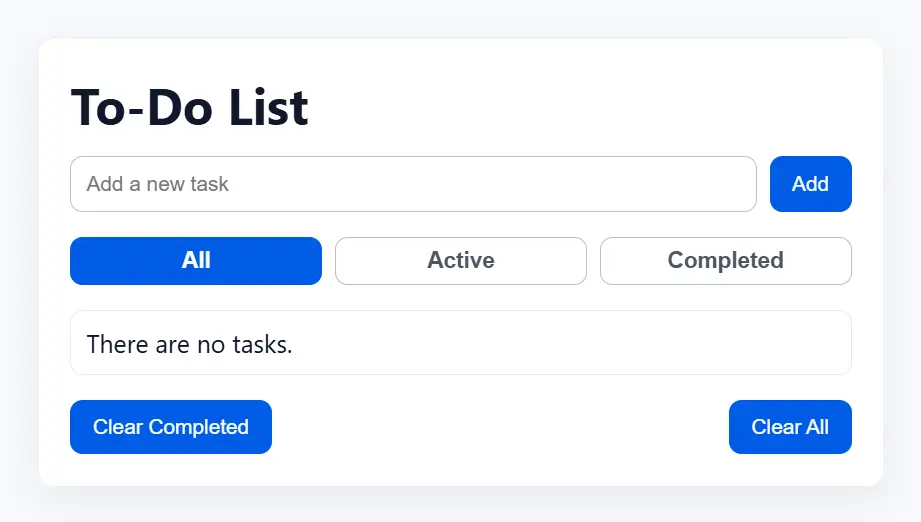 To-Do List
Add a new task
Add
All
Active
Completed
There are no tasks.
Clear Completed
Clear All